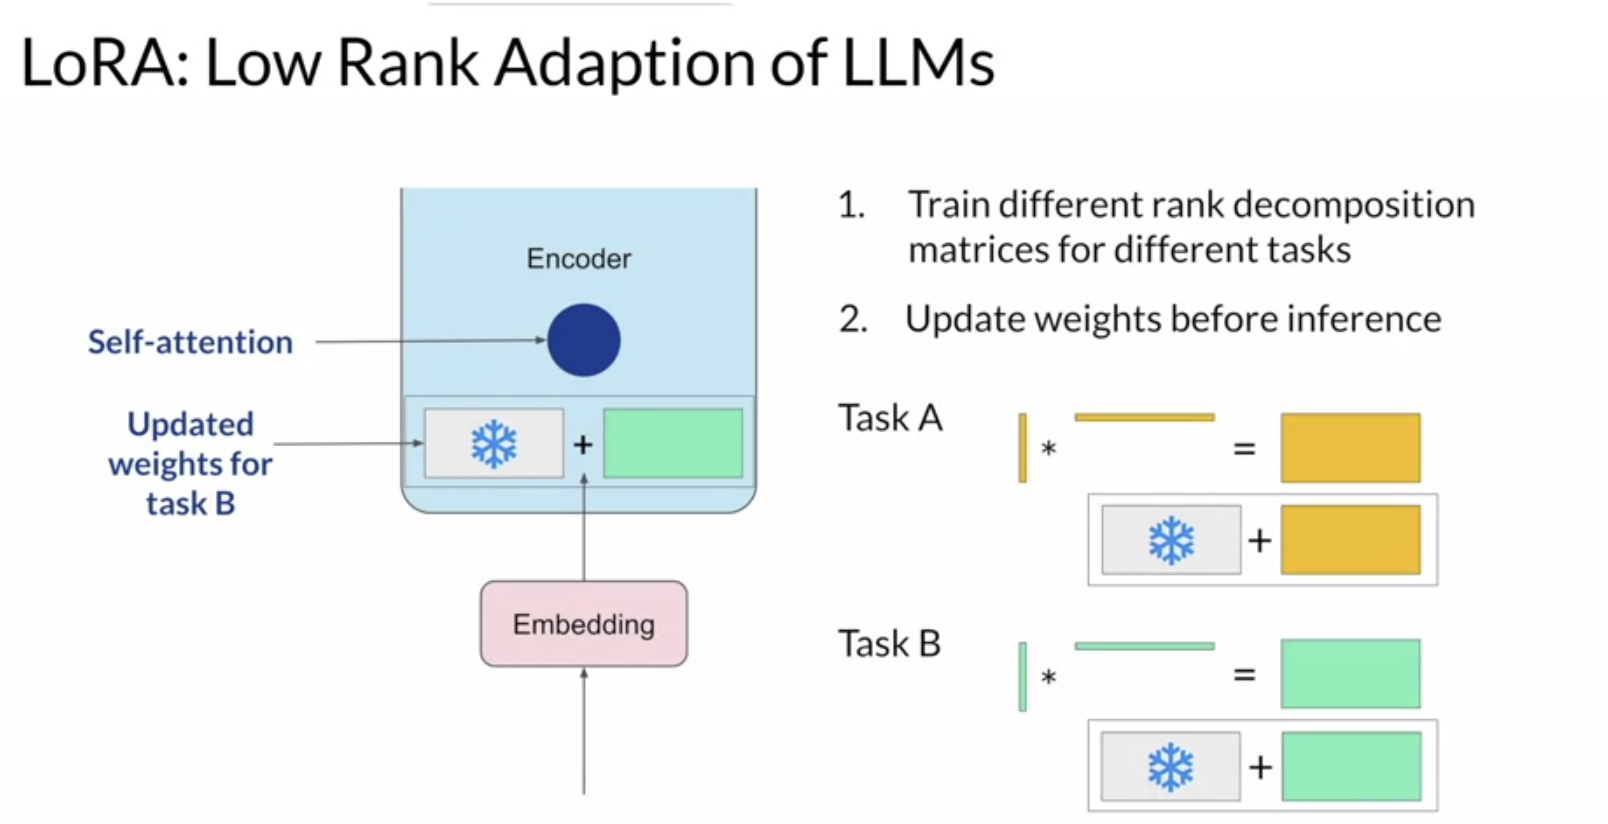 LoRA: Low Rank Adaption of LLMs
Encoder
Self-attention
Updated
weights for
task B
+
Embedding
1. Train different rank decomposition
matrices for different tasks
2. Update weights before inference
Task A
* =
+
Task B
* =
+